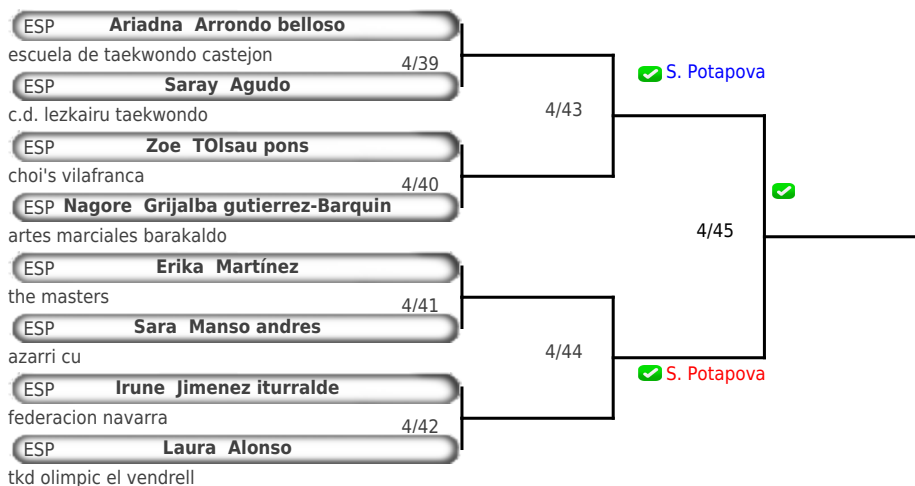 ESP Ariadna Arrondo belloso
escuela de taekwondo castejon
4/39
ESP Saray Agudo
c.d. lezkairu taekwondo
4/43
S. Potapova
ESP Zoe TOlsau pons
choi's vilafranca
4/40
ESP Nagore Grijalba gutierrez-Barquin
artes marciales barakaldo
4/45
ESP Erika Martínez
the masters
4/41
ESP Sara Manso andres
azarri cu
4/44
S. Potapova
ESP Irune Jimenez iturralde
federacion navarra
4/42
ESP Laura Alonso
tkd olimpic el vendrell